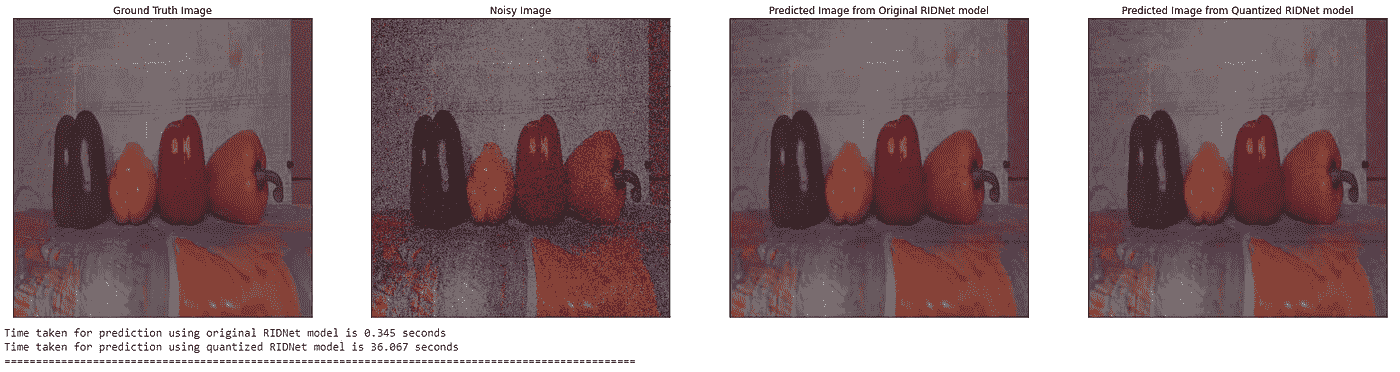 Ground Truth Image
Noisy Image
Predicted Image from Original RIDNet model
Predicted Image from Quantized RIDNet model
Time taken for prediction using original RIDNet model is 0.345 seconds
Time taken for prediction using quantized RIDNet model is 36.067 seconds
====================================================================================================